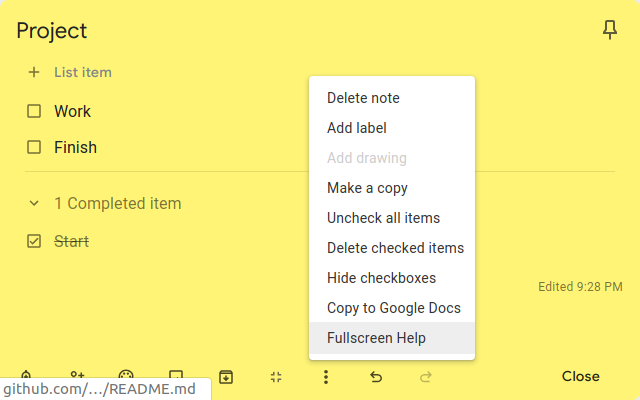 Project
List item
Work
Finish
1 Completed item
Start
Edited 9:28 PM
Delete note
Add label
Add drawing
Make a copy
Uncheck all items
Delete checked items
Hide checkboxes
Copy to Google Docs
Fullscreen Help
Close
github.com/.../README.md